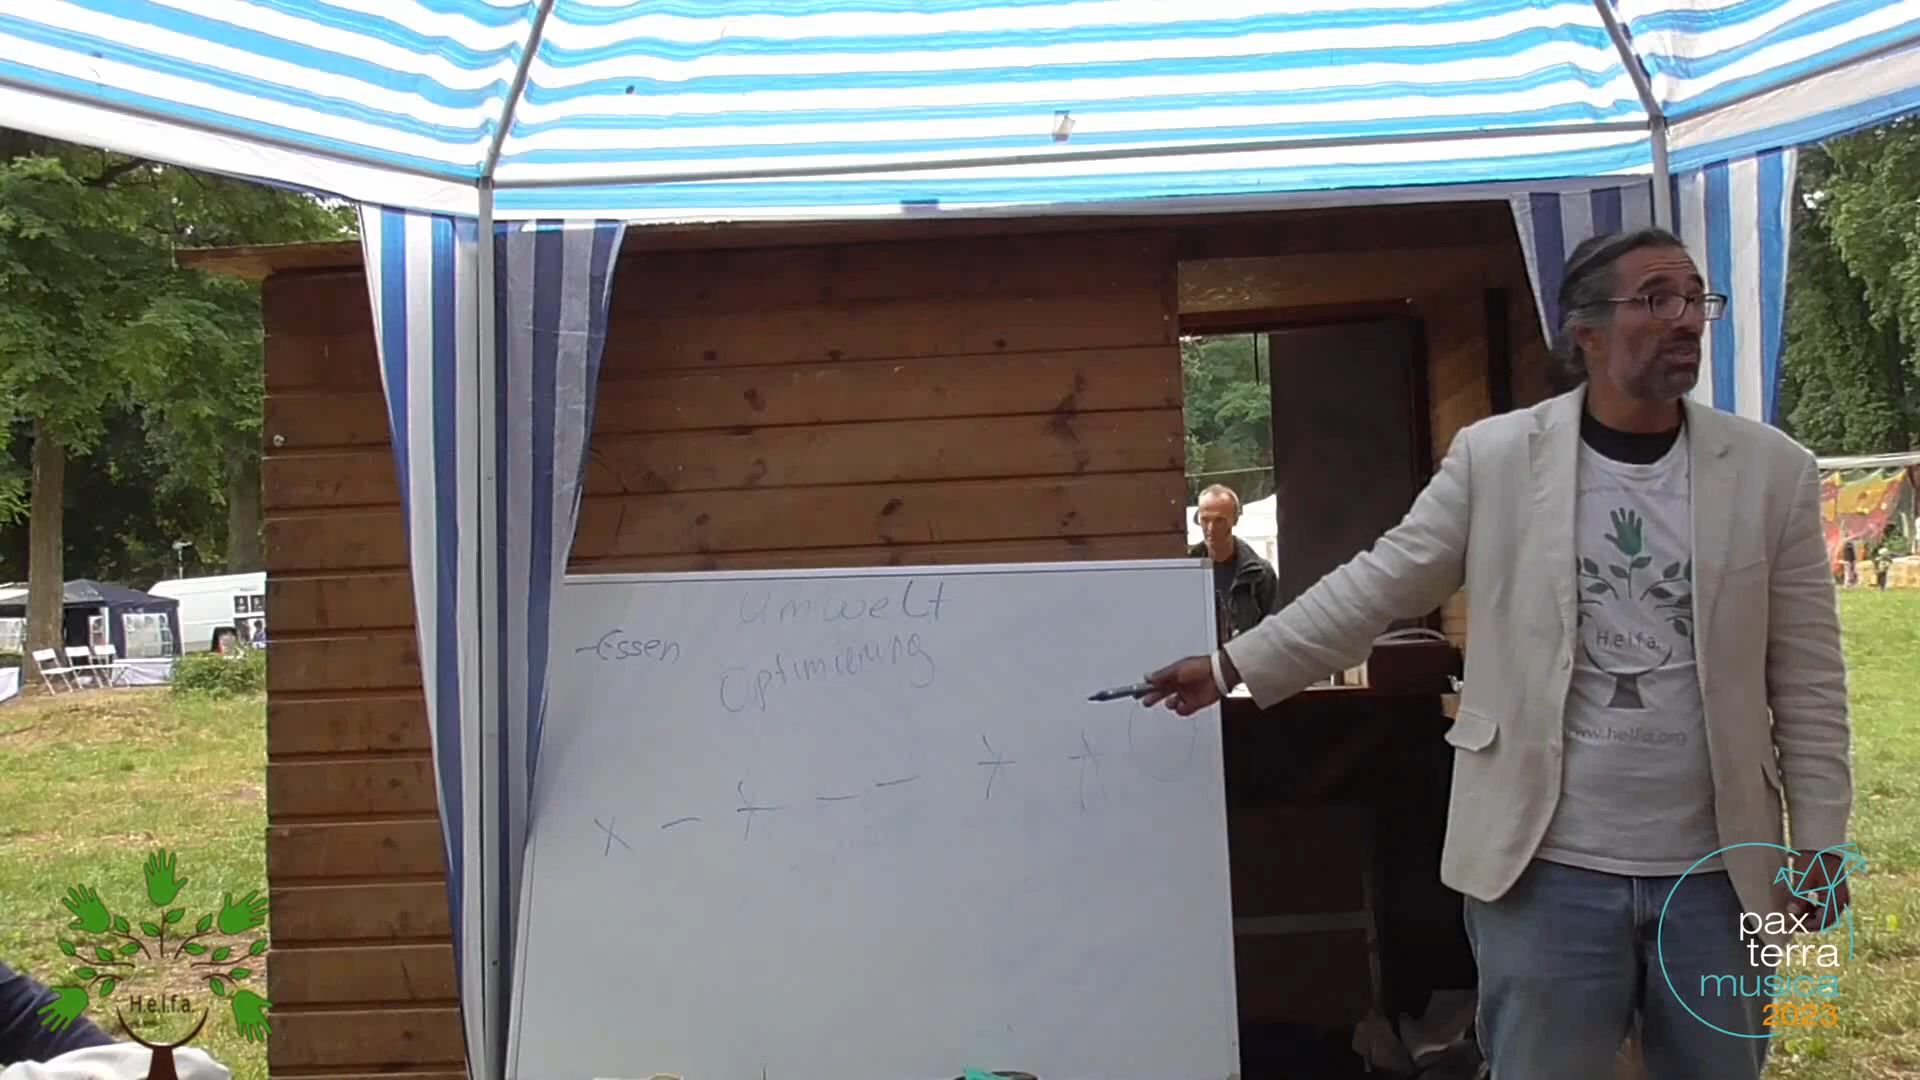 Umwelt
-Essen
Optimierung
x
H.e.l.f.a.
www.helfa.org
H.e.l.f.a.
pax
terra
musica
2023